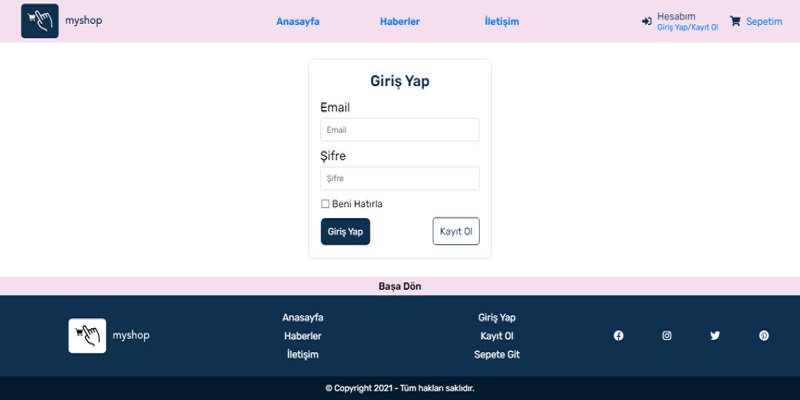 myshop
Anasayfa
Haberler
İletişim
Hesabım
Giriş Yap/Kayıt Ol
Sepetim
Giriş Yap
Email
Email
Şifre
Şifre
Beni Hatırla
Giriş Yap
Kayıt Ol
Başa Dön
myshop
Anasayfa
Haberler
İletişim
Giriş Yap
Kayıt Ol
Sepete Git
© Copyright 2021 - Tüm hakları saklıdır.